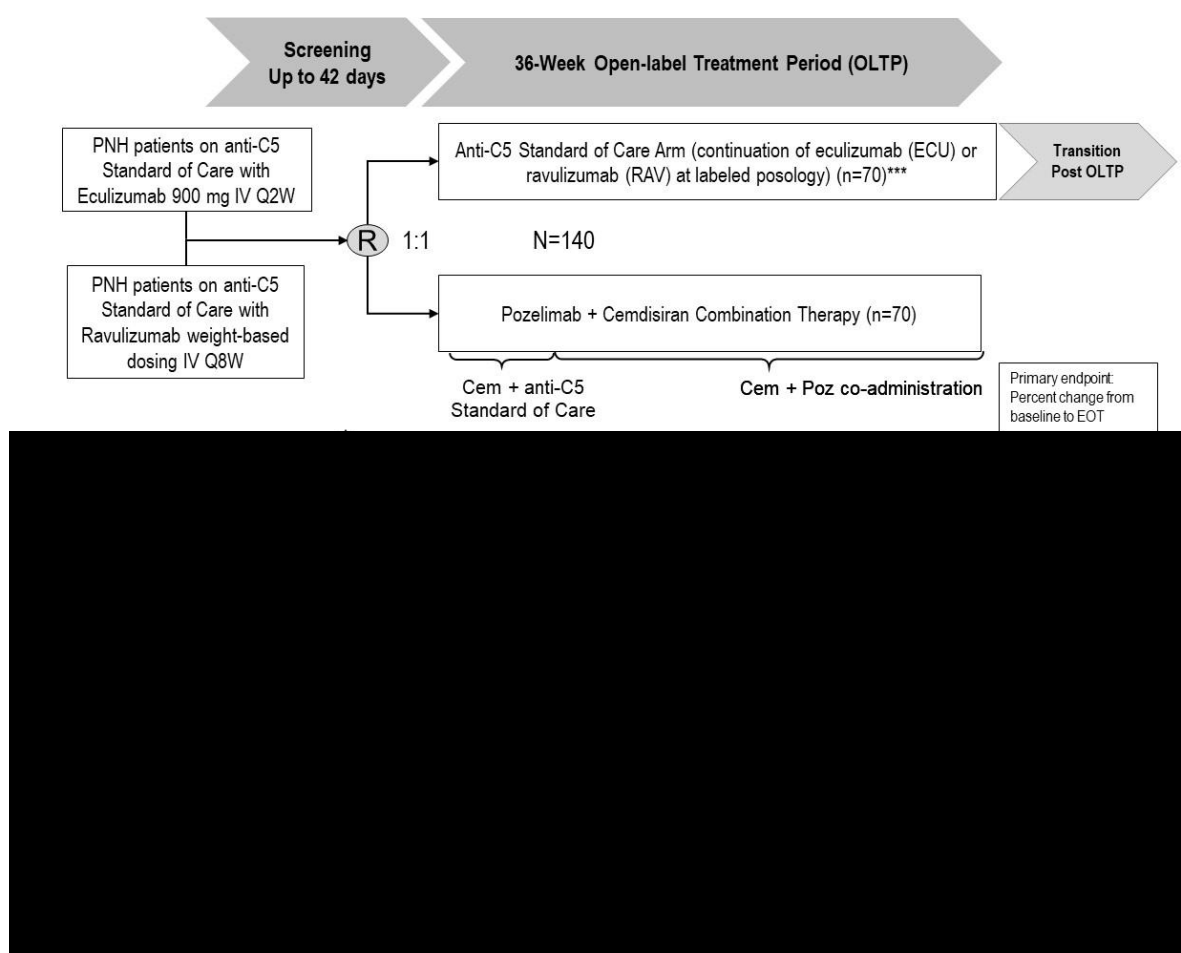 Screening
Up to 42 days
36-Week Open-label Treatment Period (OLTP)
PNH patients on anti-C5
Standard of Care with
Eculizumab 900 mg IV Q2W
Anti-C5 Standard of Care Arm (continuation of eculizumab (ECU) or
ravulizumab (RAV) at labeled posology) (n=70)***
Transition
Post OLTP
R
1:1
N=140
PNH patients on anti-C5
Standard of Care with
Ravulizumab weight-based
dosing IV Q8W
Pozelimab + Cemdisiran Combination Therapy (n=70)
Cem + anti-C5
Standard of Care
Cem + Poz co-administration
Primary endpoint:
Percent change from
baseline to EOT